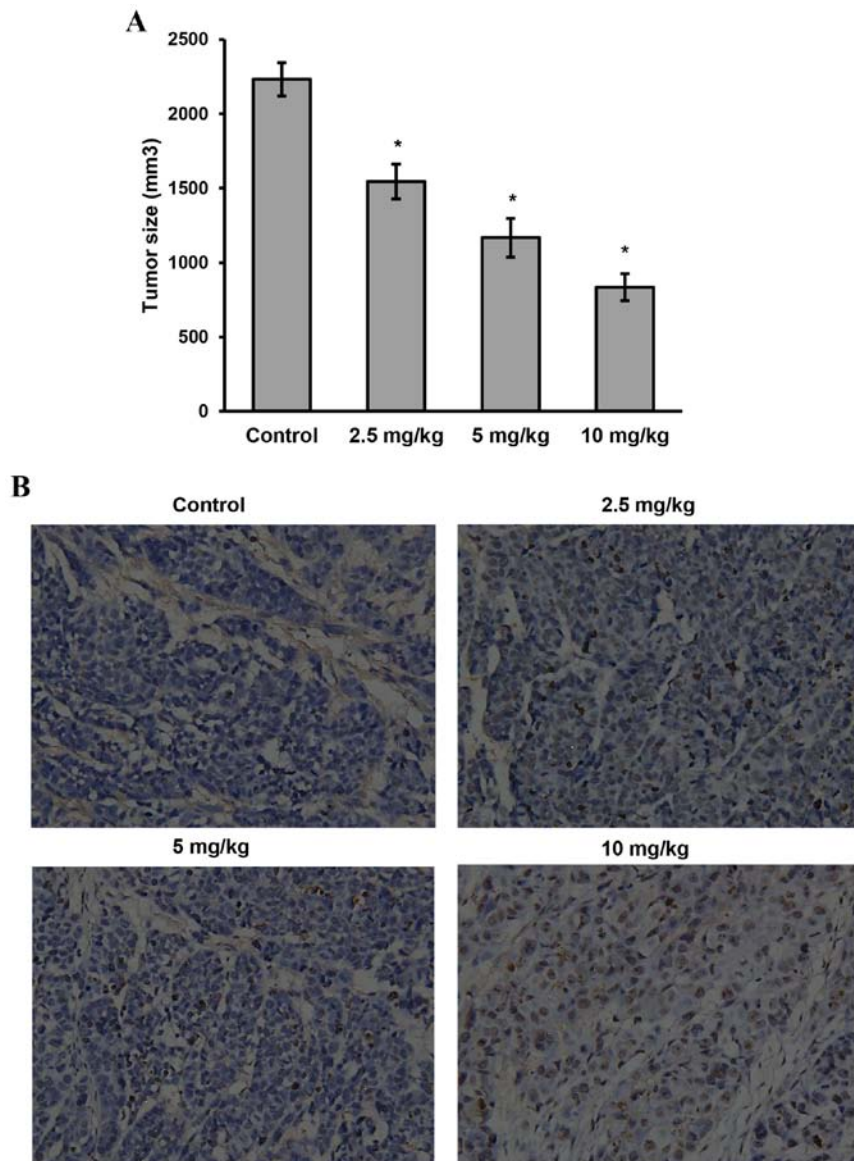 A
2500
2000
1500
1000
500
0
Tumor size (mm3)
*
*
*
Control 2.5 mg/kg 5 mg/kg 10 mg/kg
B
Control 2.5 mg/kg
5 mg/kg 10 mg/kg